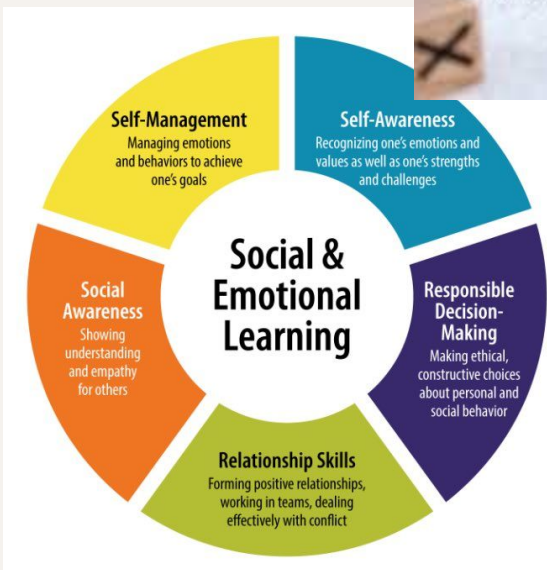 Self-Management
Managing emotions
and behaviors to achieve
one's goals
Self-Awareness
Recognizing one's emotions and
values as well as one's strengths
and challenges
Social
Awareness
Showing
understanding
and empathy
for others
Social &
Emotional
Learning
Responsible
Decision-
Making
Making ethical,
constructive choices
about personal and
social behavior
Relationship Skills
Forming positive relationships,
working in teams, dealing
effectively with conflict